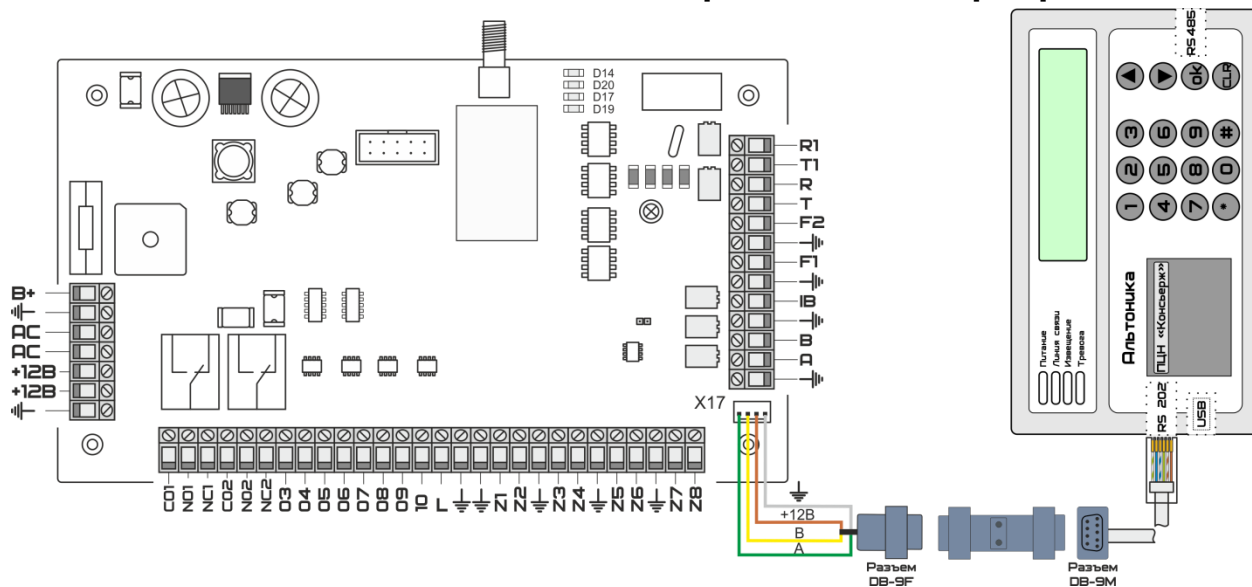 D14
D20
D17
D19
R1
T1
R
T
F2
F1
IB
B
A
B+
AC
AC
+12В
+12В
X17
CO1
NO1
NC1
CO2
NO2
NC2
O3
O4
O5
O6
O7
O8
O9
10
L
Z1
Z2
Z3
Z4
Z5
Z6
Z7
Z8
+12В
B
A
Разъем
DB-9F
Разъем
DB-9M
RS485
ok
CLR
1
2
3
4
5
6
7
8
9
*
0
#
Питание
Линия связи
Извещение
Тревога
Альтоника
ПЦН «Консьерж»
RS 202
USB